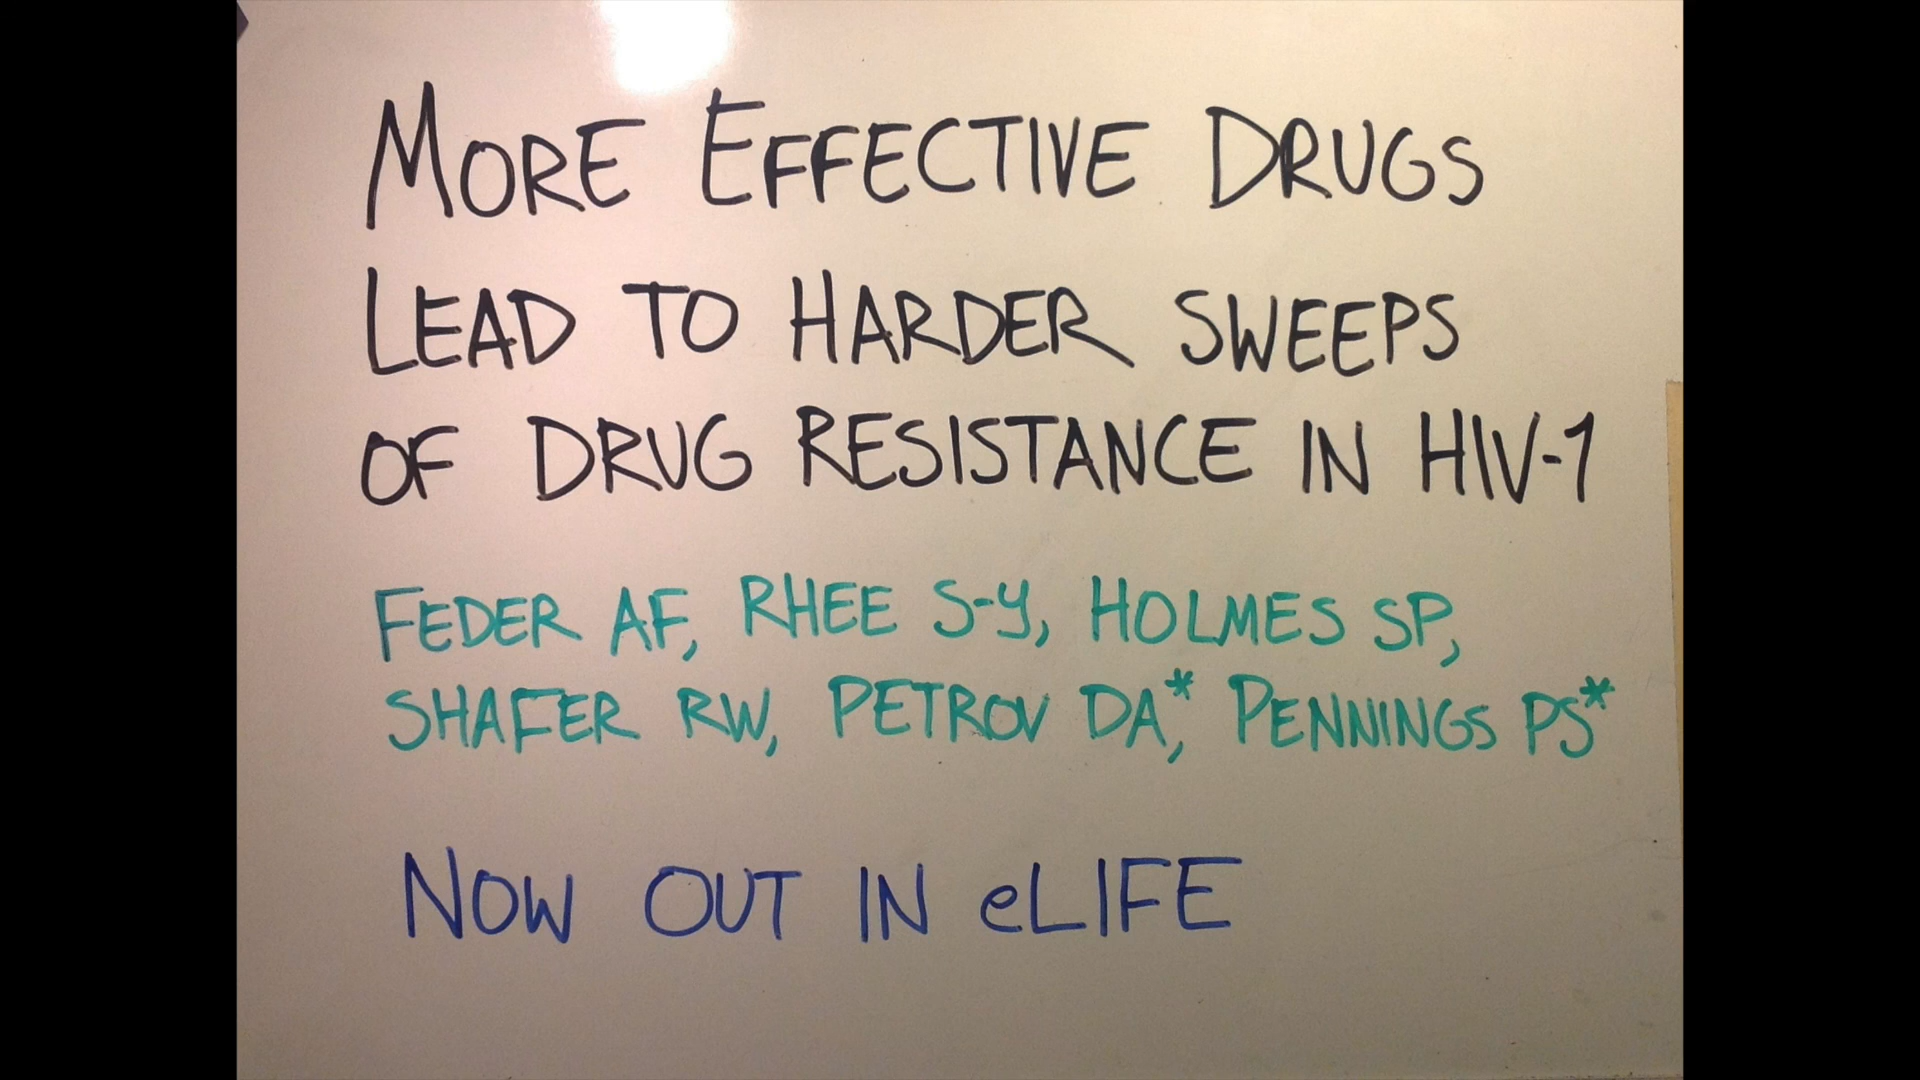 MORE EFFECTIVE DRUGS
LEAD TO HARDER SWEEPS
OF DRUG RESISTANCE IN HIV-1
FEDER AF, RHEE S-Y, HOLMES SP,
SHAFER RW, PETROV DA*, PENNINGS PS*
NOW OUT IN eLIFE